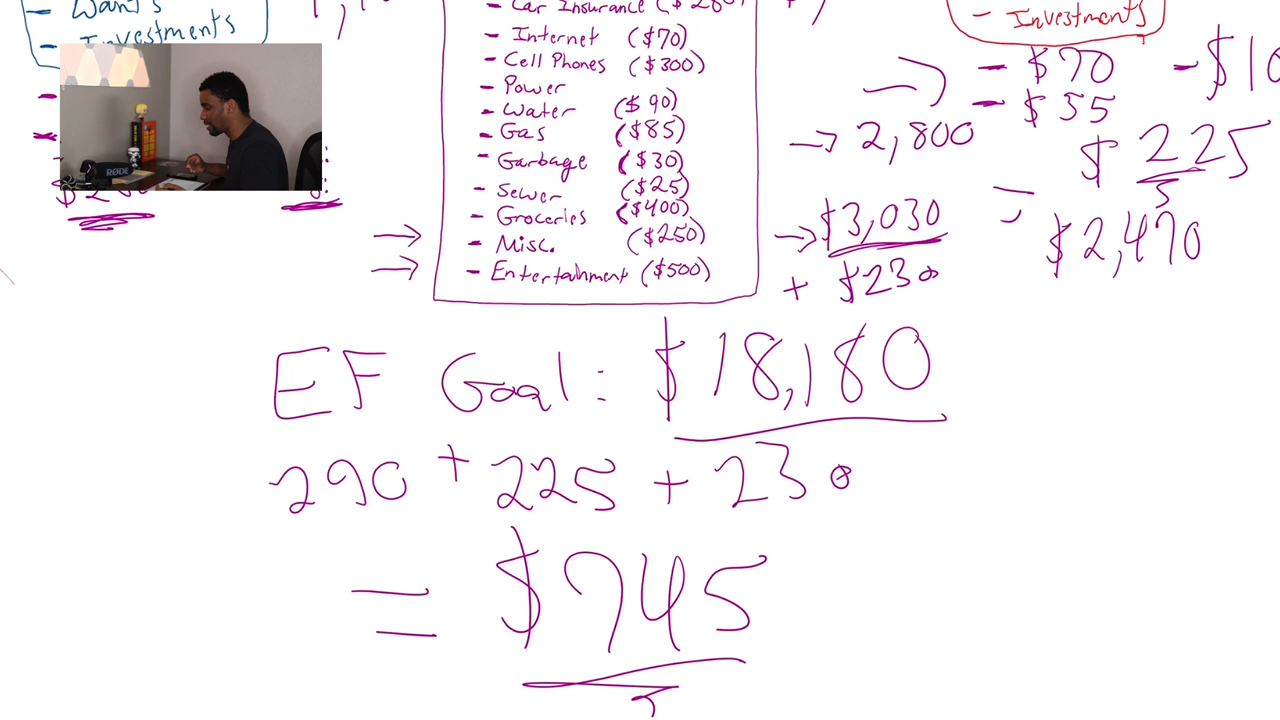 - Wants
- Investments
- Car Insurance
- Internet ($70)
- Cell Phones ($300)
- Power
- Water ($90)
- Gas ($85)
- Garbage ($30)
- Sewer ($25)
- Groceries ($400)
- Misc. ($250)
- Entertainment ($500)
→ 2,800
→ $3,030
+ $230
- Investments
- $70
- $10
- $55
$225
= $2,470
EF Goal: $18,180
290 + 225 + 230
= $745
RODE